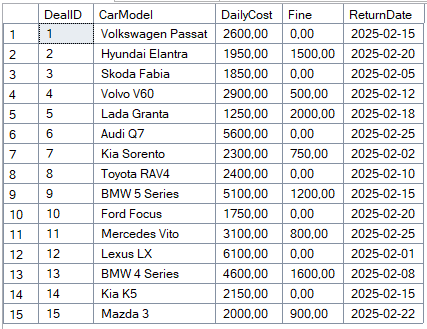 DealID CarModel DailyCost Fine ReturnDate
1 1 Volkswagen Passat 2600,00 0,00 2025-02-15
2 2 Hyundai Elantra 1950,00 1500,00 2025-02-20
3 3 Skoda Fabia 1850,00 0,00 2025-02-05
4 4 Volvo V60 2900,00 500,00 2025-02-12
5 5 Lada Granta 1250,00 2000,00 2025-02-18
6 6 Audi Q7 5600,00 0,00 2025-02-25
7 7 Kia Sorento 2300,00 750,00 2025-02-02
8 8 Toyota RAV4 2400,00 0,00 2025-02-10
9 9 BMW 5 Series 5100,00 1200,00 2025-02-15
10 10 Ford Focus 1750,00 0,00 2025-02-20
11 11 Mercedes Vito 3100,00 800,00 2025-02-25
12 12 Lexus LX 6100,00 0,00 2025-02-01
13 13 BMW 4 Series 4600,00 1600,00 2025-02-08
14 14 Kia K5 2150,00 0,00 2025-02-15
15 15 Mazda 3 2000,00 900,00 2025-02-22